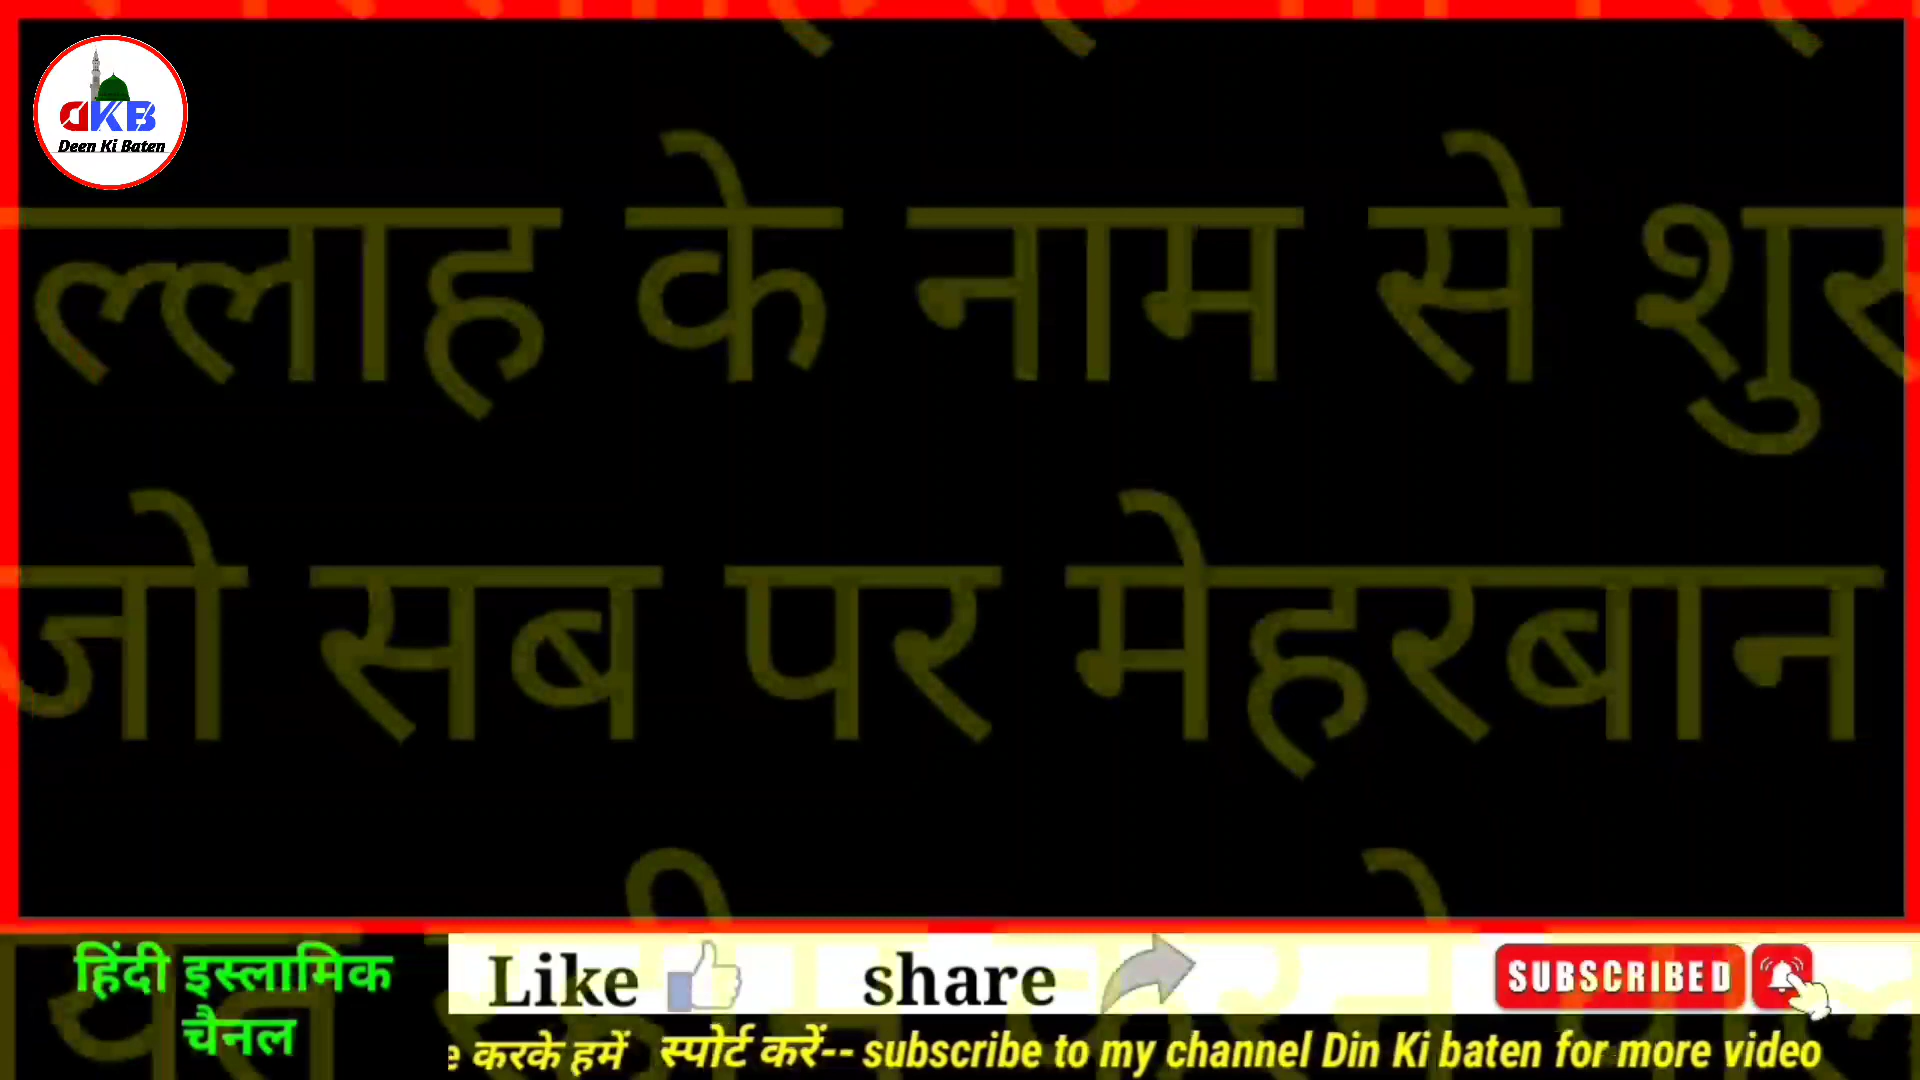 DKB
Deen Ki Baten
ल्लाह के नाम से शुरु
जो सब पर मेहरबान
हिंदी इस्लामिक
चैनल
Like share SUBSCRIBED
e करके हमें स्पोर्ट करें-- subscribe to my channel Din Ki baten for more video